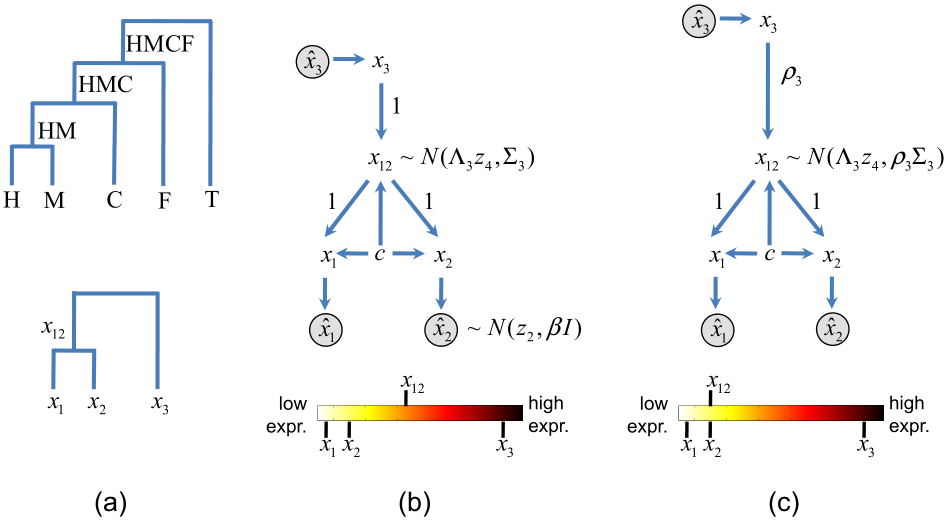 HMCF
HMC
HM
H M C F T
x₁₂
x₁ x₂ x₃
(a)
x̂₃ x₃
1
x₁₂ ~ N(Λ₃z₄, Σ₃)
1 1
x₁ c x₂
x̂₁ x̂₂ ~ N(z₂, βI)
x₁₂
low high
expr. expr.
x₁ x₂ x₃
(b)
x̂₃ x₃
ρ₃
x₁₂ ~ N(Λ₃z₄, ρ₃Σ₃)
1 1
x₁ c x₂
x̂₁ x̂₂
x₁₂
low high
expr. expr.
x₁ x₂ x₃
(c)